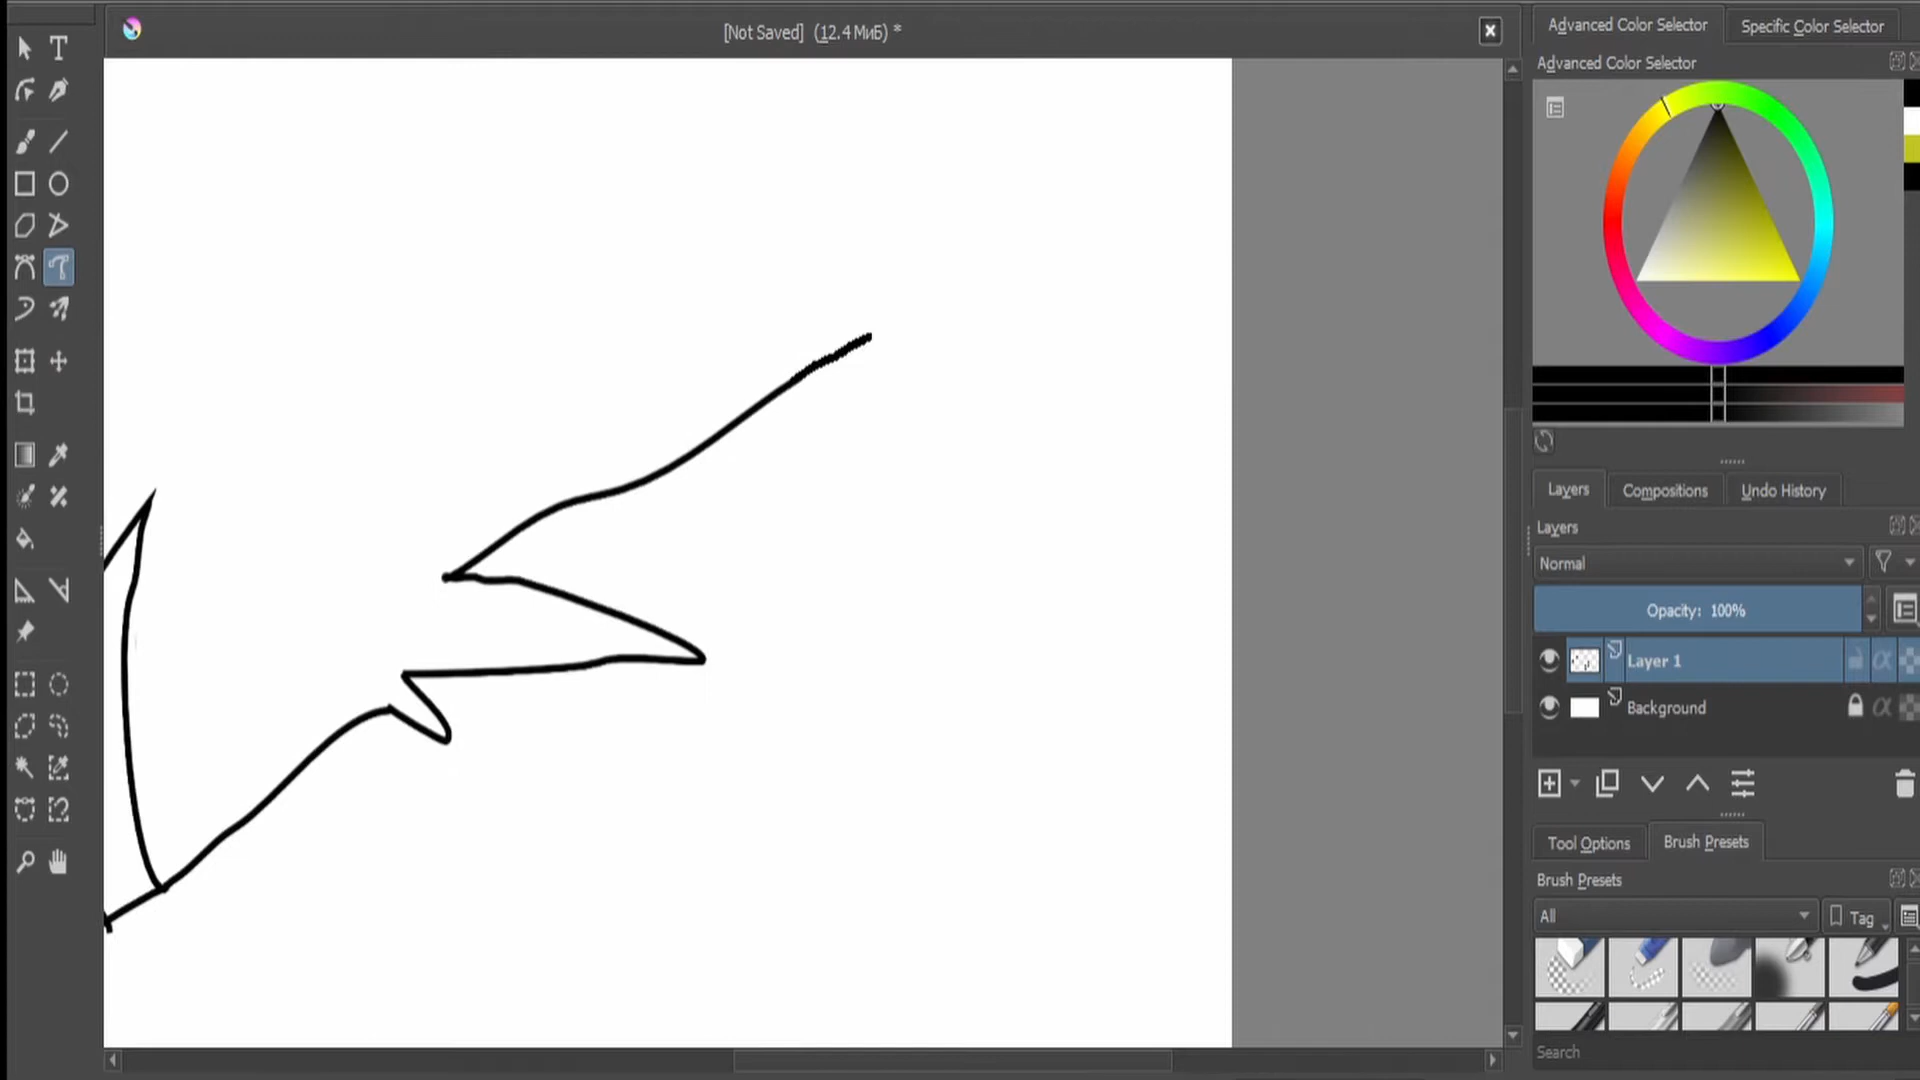 [Not Saved] (12.4 МиБ) *
Advanced Color Selector
Specific Color Selector
Advanced Color Selector
Layers
Compositions
Undo History
Layers
Normal
Opacity: 100%
Layer 1
Background
Tool Options
Brush Presets
Brush Presets
All
Tag
Search